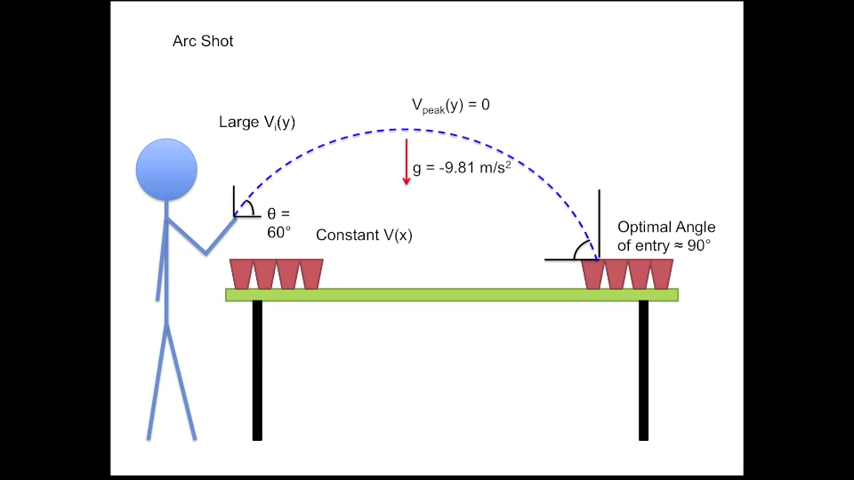 Arc Shot
V_peak(y) = 0
Large V_i(y)
g = -9.81 m/s²
θ =
60°
Constant V(x)
Optimal Angle
of entry ≈ 90°